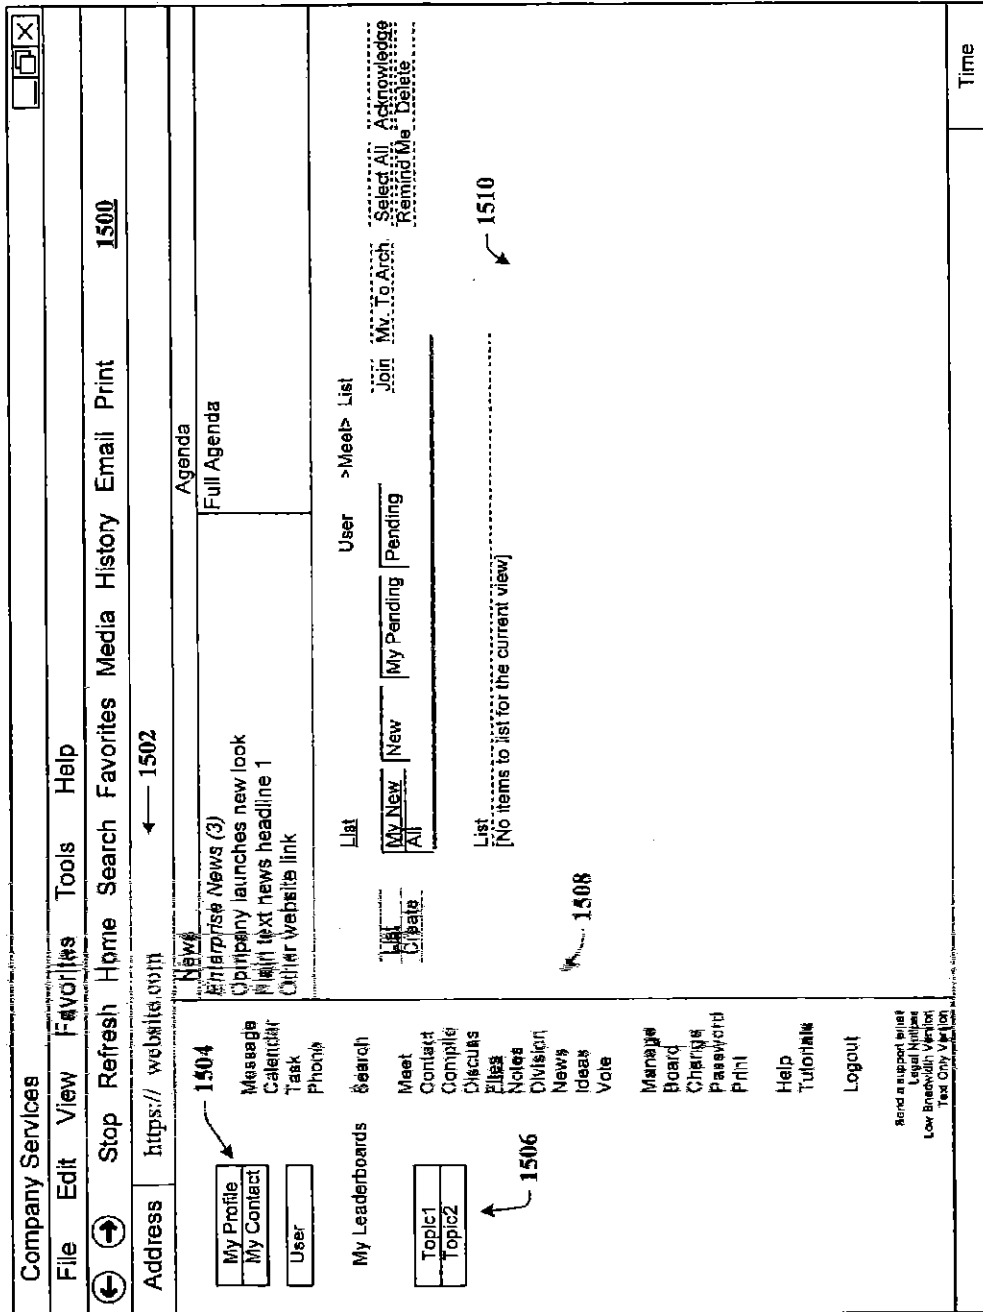 Company Services
File Edit View Favorites Tools Help
Stop Refresh Home Search Favorites Media History Email Print 1500
Address https:// website.com 1502
News Agenda
Enterprise News (3) Full Agenda
Company launches new look
Main text news headline 1
Other website link
1504
My Profile
My Contact
User
My Leaderboards
Topic1
Topic2
1506
Message
Calendar
Task
Phone
Search
Meet
Contact
Compile
Discuss
Files
Notes
Division
News
Ideas
Vote
Manage
Board
Change
Password
Print
Help
Tutorials
Logout
Send a support email
Legal Notices
Low Bandwidth Version
Text Only Version
List User >Meet> List
List
Create
My New New My Pending Pending
All
Join Mv. To Arch. Select All Acknowledge
Remind Me Delete
List
[No items to list for the current view]
1508
1510
Time